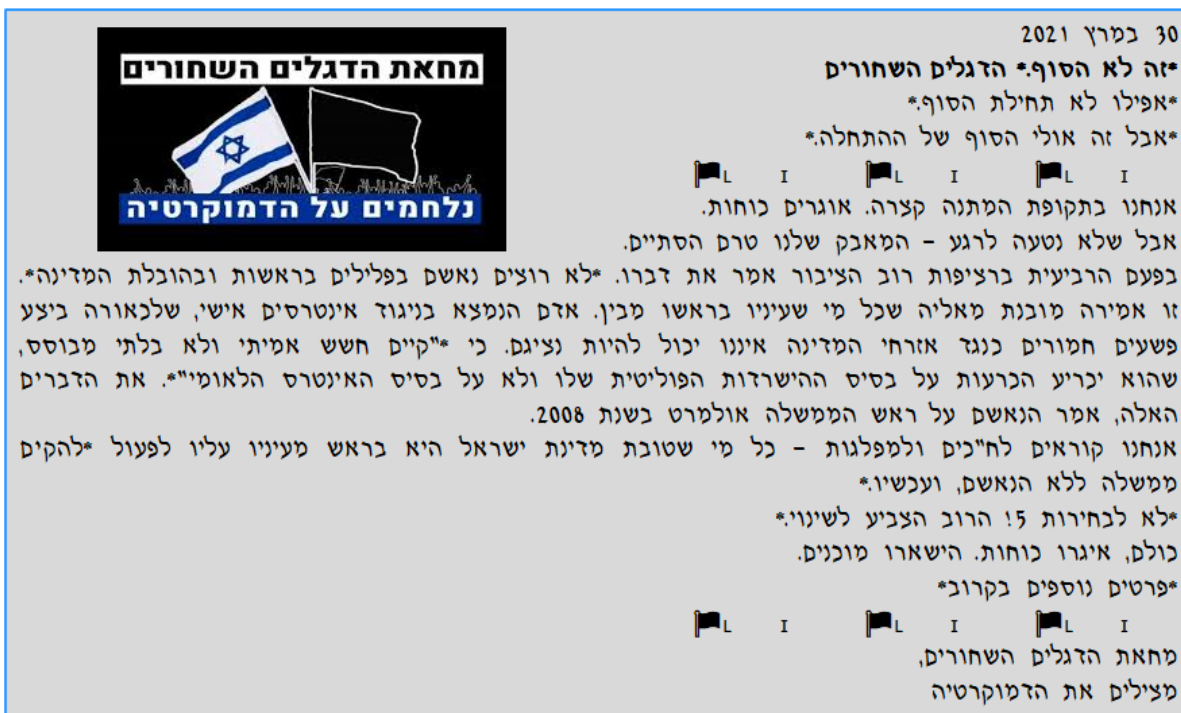 30 במרץ 2021
*זה לא הסוף.* הדגלים השחורים
*אפילו לא תחילת הסוף.*
*אבל זה אולי הסוף של ההתחלה.*
I L🏴 I L🏴 I L🏴
אנחנו בתקופת המתנה קצרה. אוגרים כוחות.
אבל שלא נטעה לרגע – המאבק שלנו טרם הסתיים.
בפעם הרביעית ברציפות רוב הציבור אמר את דברו. *לא רוצים נאשם בפלילים בראשות ובהובלת המדינה*.
זו אמירה מובנת מאליה שכל מי שעיניו בראשו מבין. אדם הנמצא בניגוד אינטרסים אישי, שלכאורה ביצע
פשעים חמורים כנגד אזרחי המדינה איננו יכול להיות נציגם. כי *"קיים חשש אמיתי ולא בלתי מבוסס,
שהוא יכריע הכרעות על בסיס ההישרדות הפוליטית שלו ולא על בסיס האינטרס הלאומי"*. את הדברים
האלה, אמר הנאשם על ראש הממשלה אולמרט בשנת 2008.
אנחנו קוראים לח"כים ולמפלגות – כל מי שטובת מדינת ישראל היא בראש מעיניו עליו לפעול *להקים
ממשלה ללא הנאשם, ועכשיו.*
*לא לבחירות 5! הרוב הצביע לשינוי.*
כולם, איגרו כוחות. הישארו מוכנים.
*פרטים נוספים בקרוב*
I L🏴 I L🏴 I L🏴
מחאת הדגלים השחורים,
מצילים את הדמוקרטיה
מחאת הדגלים השחורים
נלחמים על הדמוקרטיה